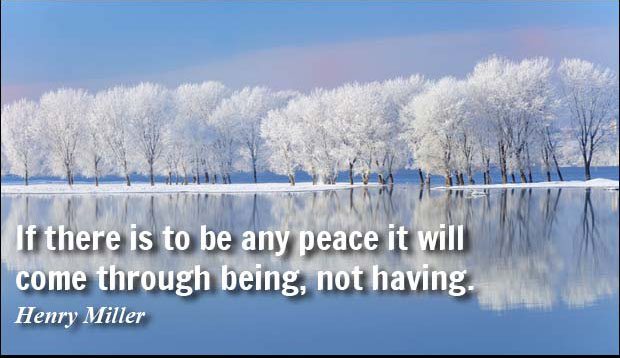 If there is to be any peace it will
come through being, not having.
Henry Miller